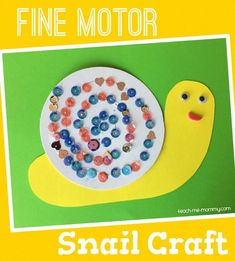 FINE MOTOR
teach-me-mommy.com
Snail Craft